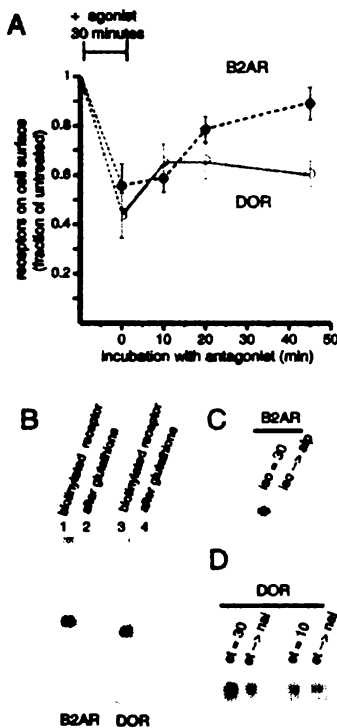 A
+ agonist
30 minutes
B2AR
DOR
receptors on cell surface
(fraction of untreated)
1
0.8
0.6
0.4
0.2
0 10 20 30 40 50
incubation with antagonist (min)
B
biotinylated receptor
after glutathione
biotinylated receptor
after glutathione
1 2 3 4
B2AR DOR
C
B2AR
iso = 30
iso -> alp
D
DOR
et = 30
et -> nal
et = 10
et -> nal